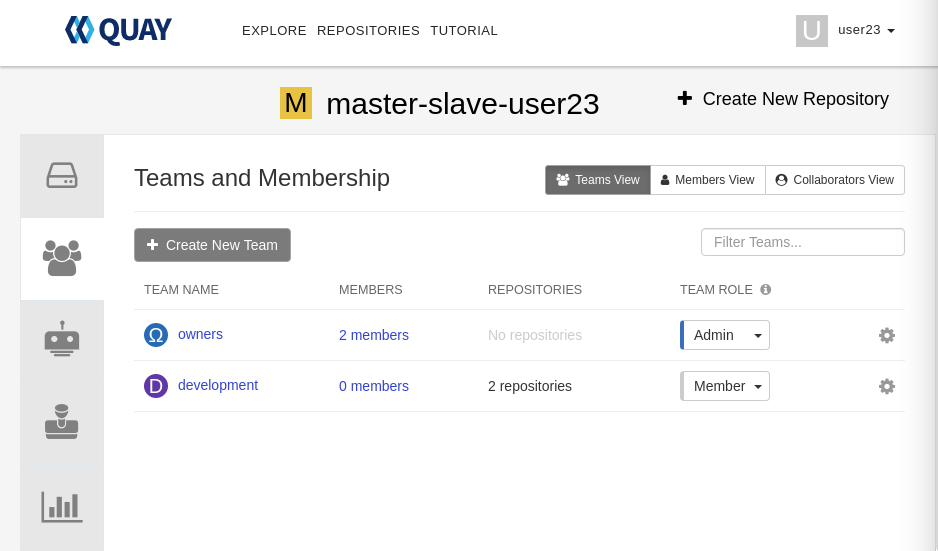 QUAY EXPLORE REPOSITORIES TUTORIAL U user23
M master-slave-user23 Create New Repository
Teams and Membership Teams View Members View Collaborators View
Create New Team Filter Teams...
TEAM NAME MEMBERS REPOSITORIES TEAM ROLE
Ω owners 2 members No repositories Admin
D development 0 members 2 repositories Member